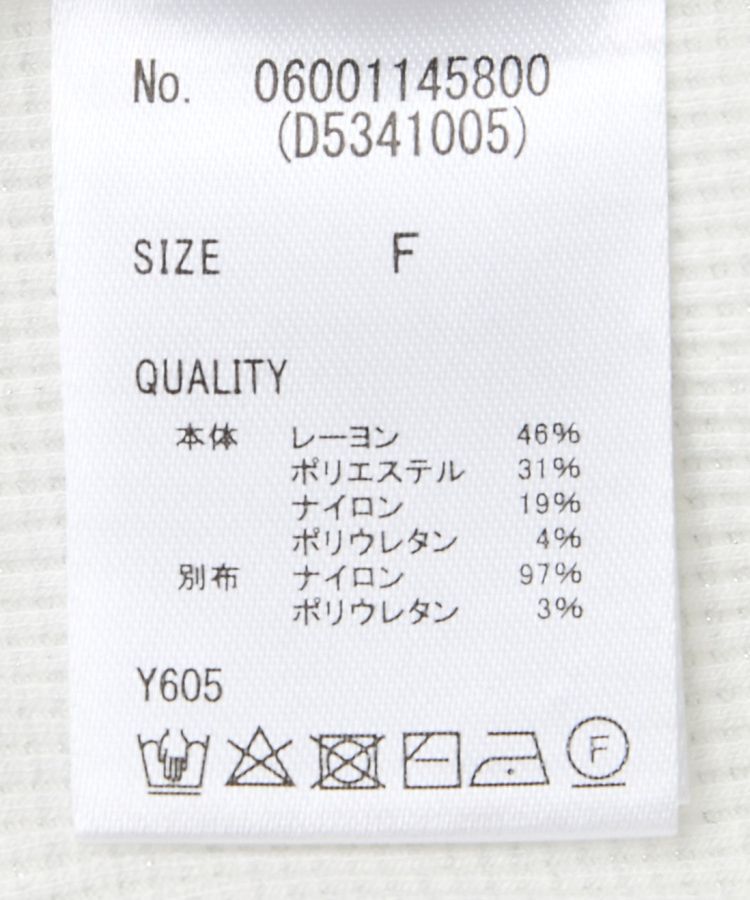 No. 06001145800
(D5341005)
SIZE F
QUALITY
本体 レーヨン 46%
ポリエステル 31%
ナイロン 19%
ポリウレタン 4%
別布 ナイロン 97%
ポリウレタン 3%
Y605
F